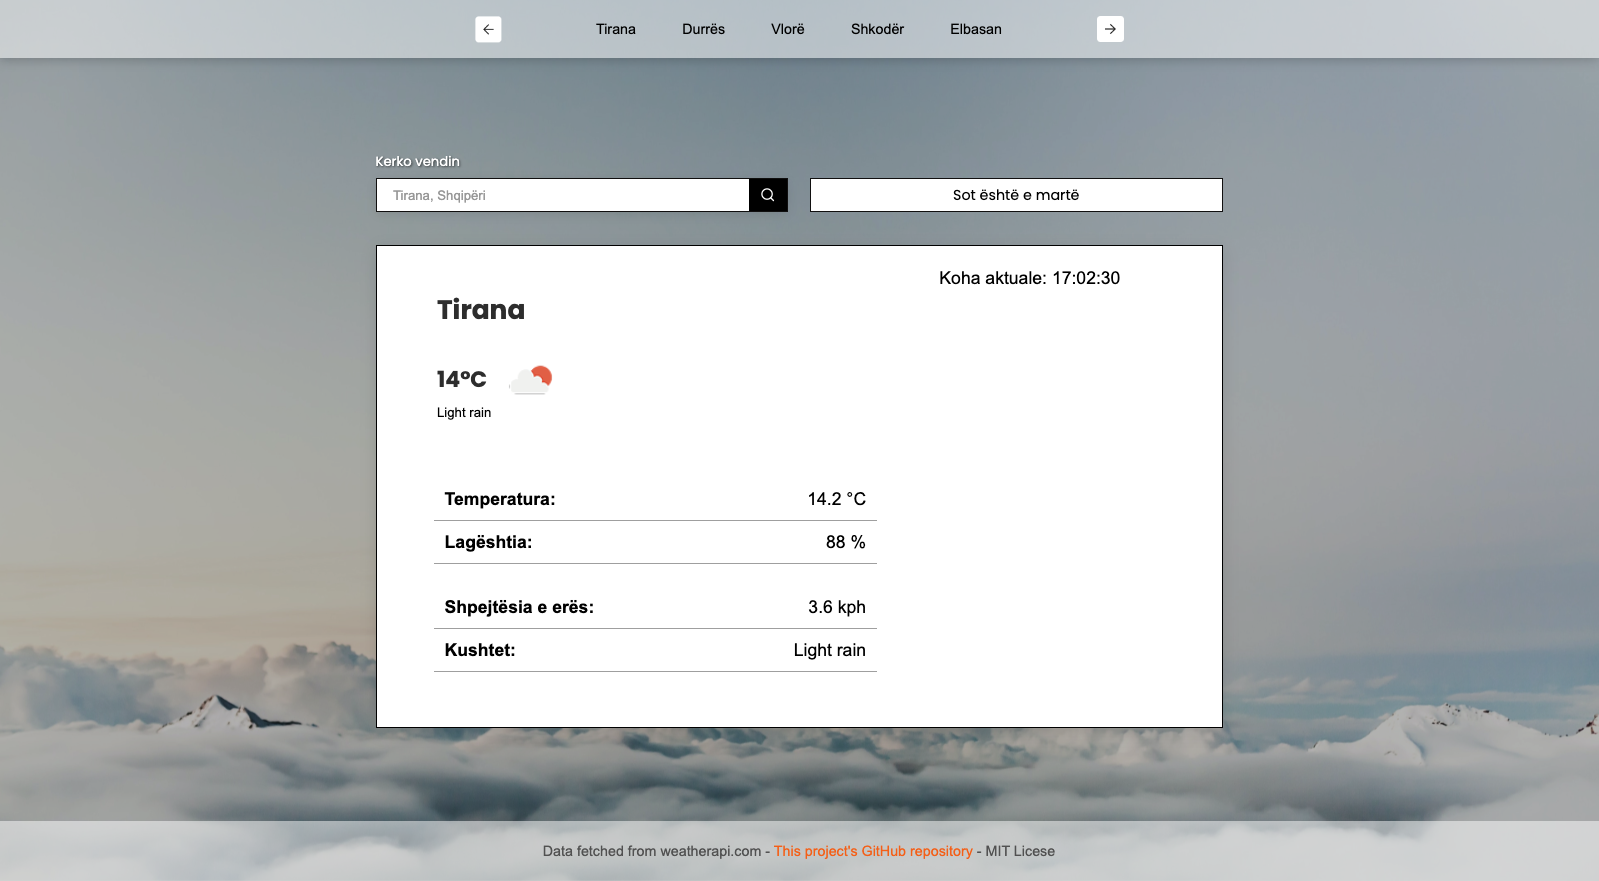 Tirana Durrës Vlorë Shkodër Elbasan
Kerko vendin
Tirana, Shqipëri
Sot është e martë
Koha aktuale: 17:02:30
Tirana
14°C
Light rain
Temperatura: 14.2 °C
Lagështia: 88 %
Shpejtësia e erës: 3.6 kph
Kushtet: Light rain
Data fetched from weatherapi.com - This project's GitHub repository - MIT Licese